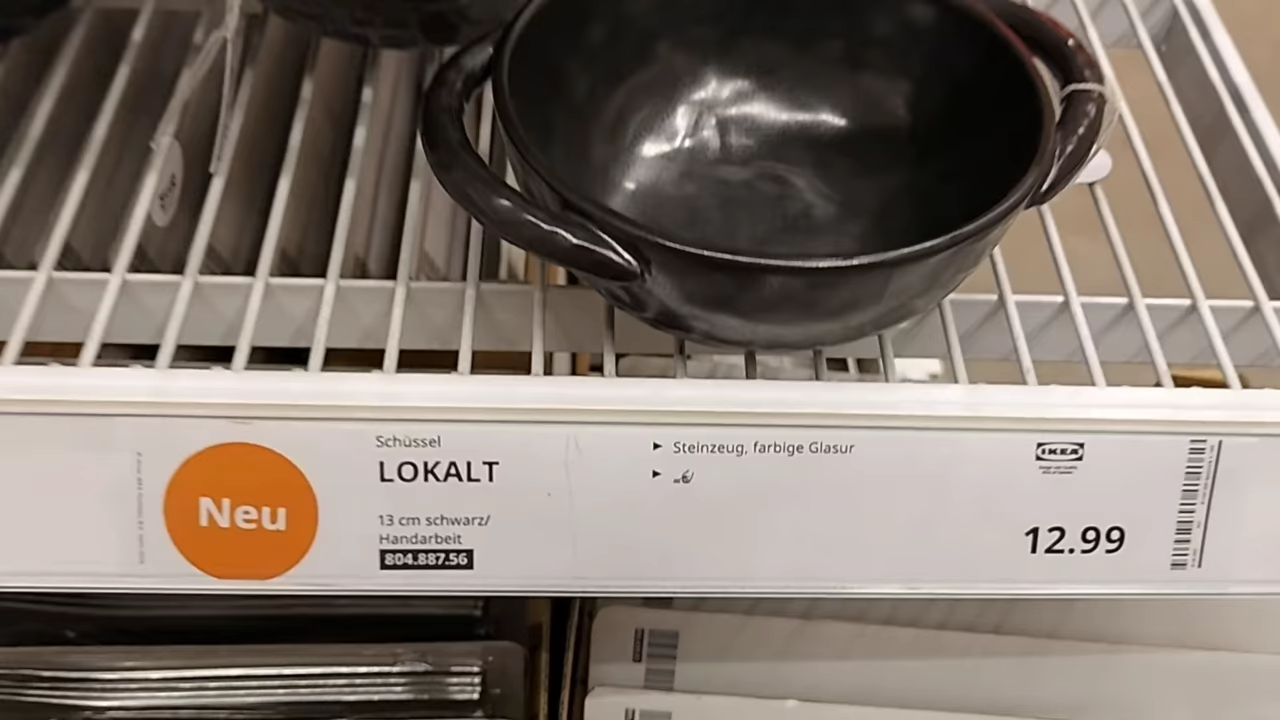 Neu
Schüssel
LOKALT
13 cm schwarz/
Handarbeit
804.887.56
Steinzeug, farbige Glasur
IKEA
12.99